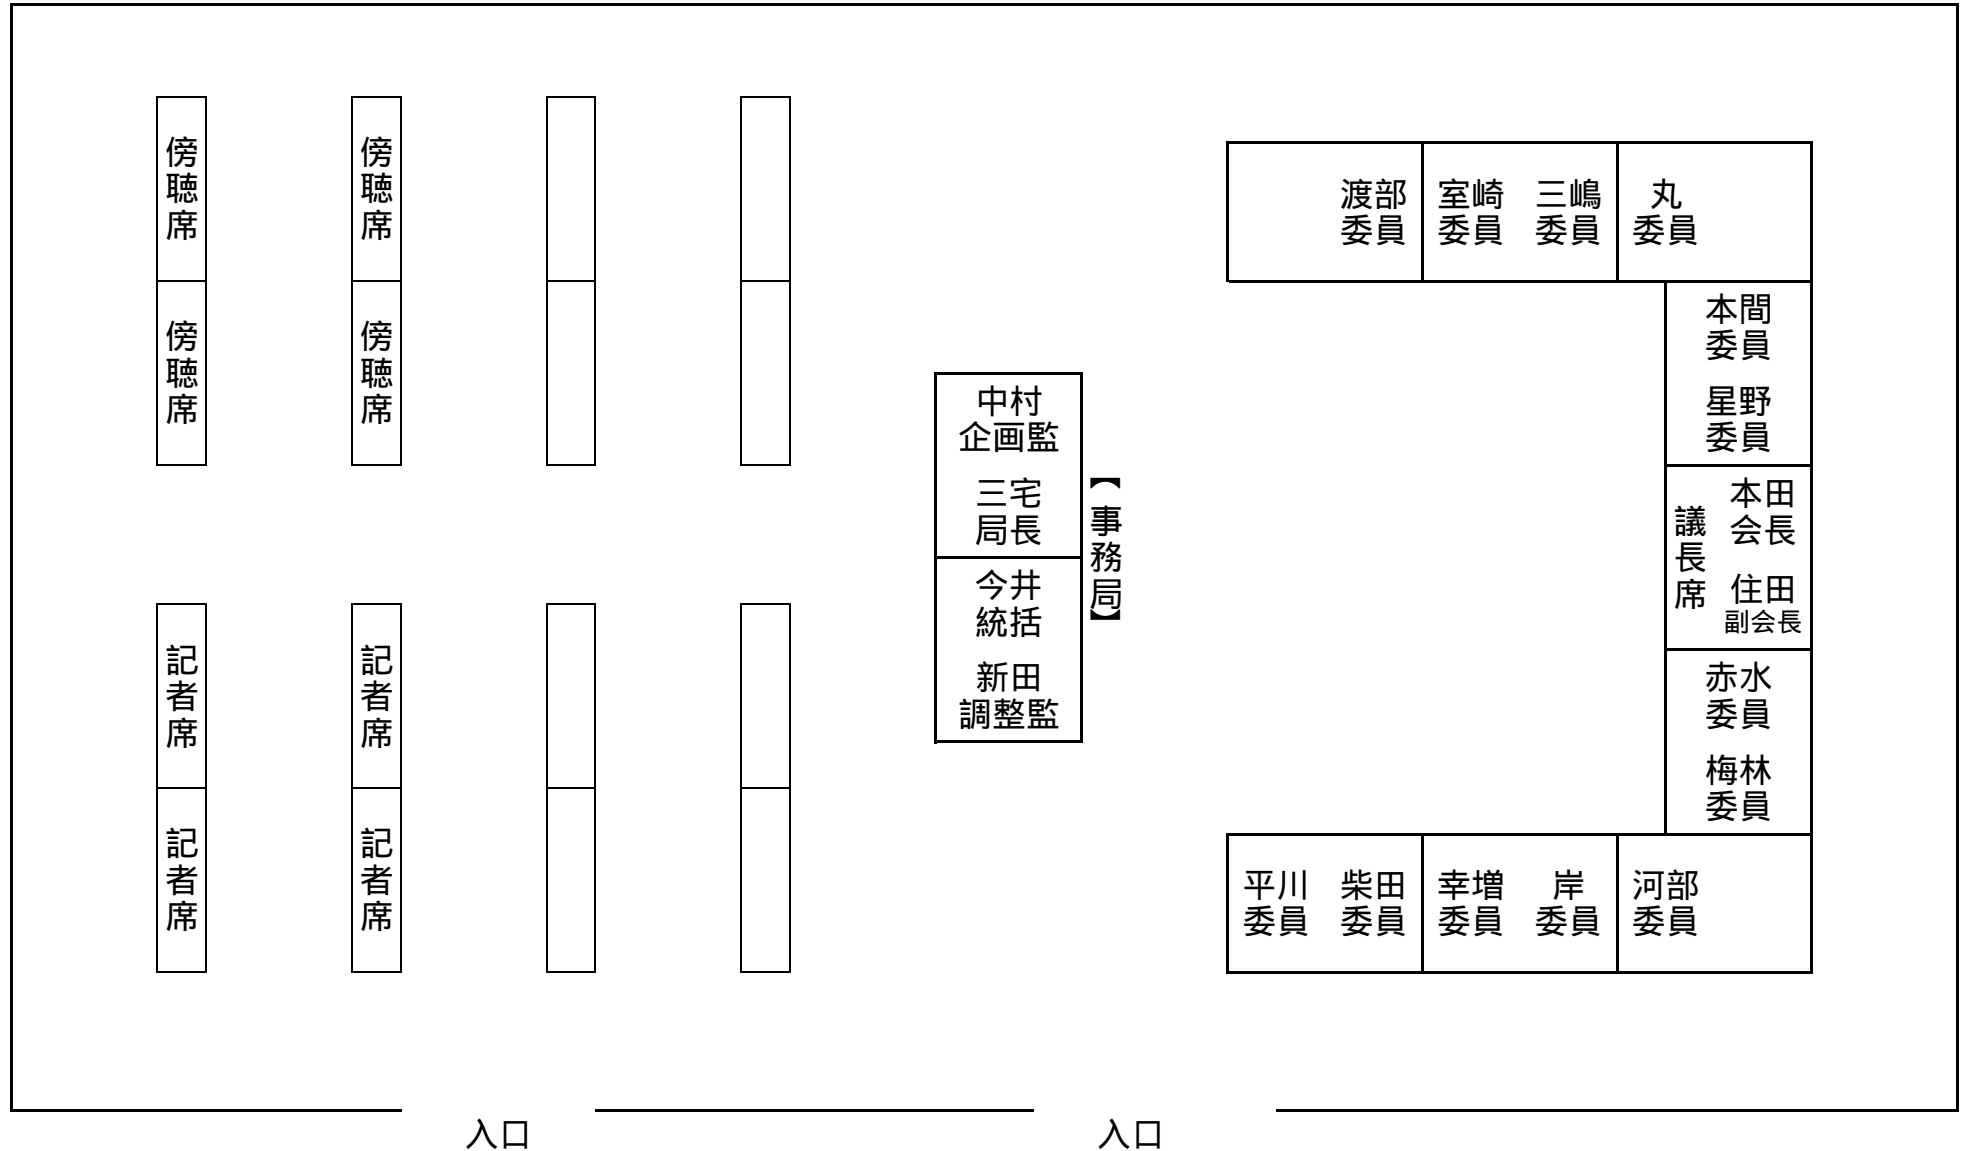 傍聴席
傍聴席
渡部
委員
室崎
委員
三嶋
委員
丸
委員
傍聴席
傍聴席
本間
委員
星野
委員
中村
企画監
三宅
局長
今井
統括
新田
調整監
【事務局】
議長席
本田
会長
住田
副会長
赤水
委員
梅林
委員
記者席
記者席
記者席
記者席
平川
委員
柴田
委員
幸増
委員
岸
委員
河部
委員
入口
入口